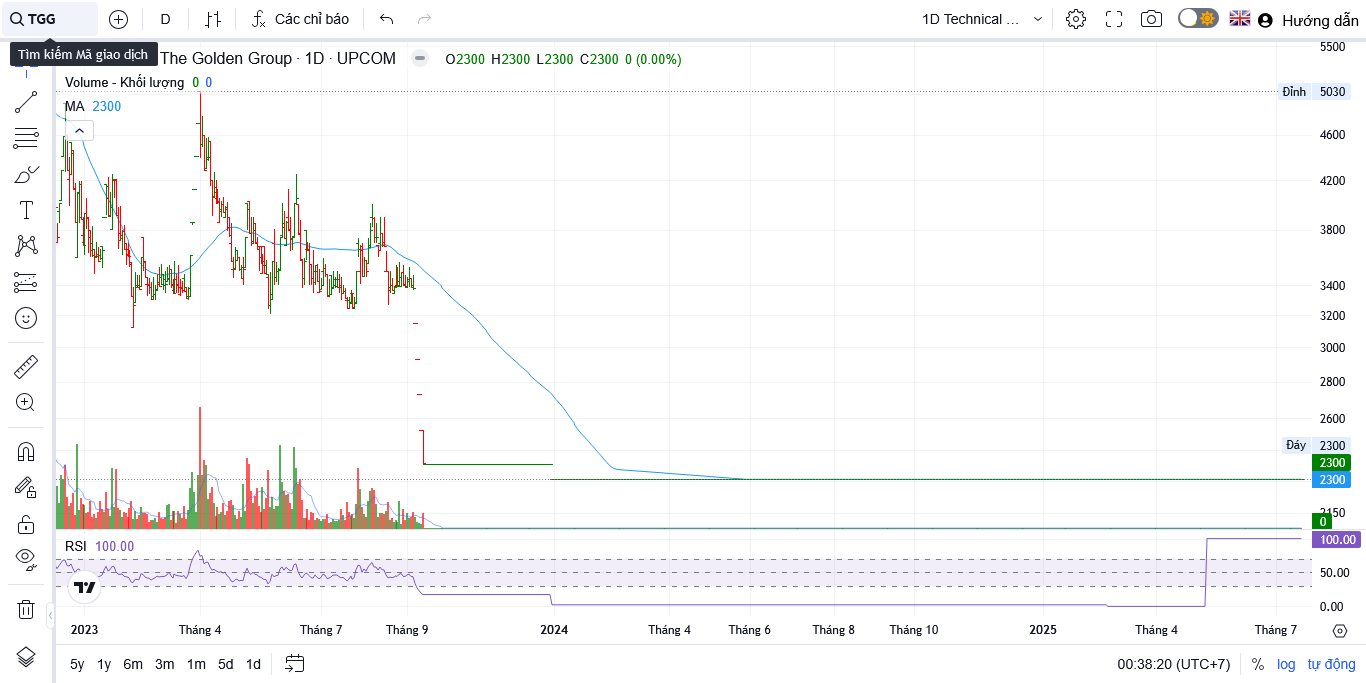 TGG
D
Các chỉ báo
1D Technical ...
Hướng dẫn
Tìm kiếm Mã giao dịch
The Golden Group · 1D · UPCOM
O2300 H2300 L2300 C2300 0 (0.00%)
Volume - Khối lượng 0 0
MA 2300
5500
Đỉnh 5030
4600
4200
3800
3400
3200
3000
2800
2600
Đáy 2300
2300
2300
2150
0
RSI 100.00
100.00
50.00
0.00
2023 Tháng 4 Tháng 7 Tháng 9 2024 Tháng 4 Tháng 6 Tháng 8 Tháng 10 2025 Tháng 4 Tháng 7
5y 1y 6m 3m 1m 5d 1d
00:38:20 (UTC+7) % log tự động